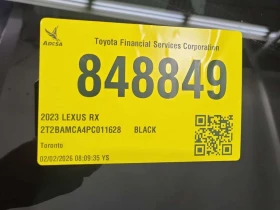 ADESA
Toyota Financial Services Corporation
848849
2023 LEXUS RX
2T2BAMCA4PC011628 BLACK
Toronto
02/02/2026 08:09:35 YS